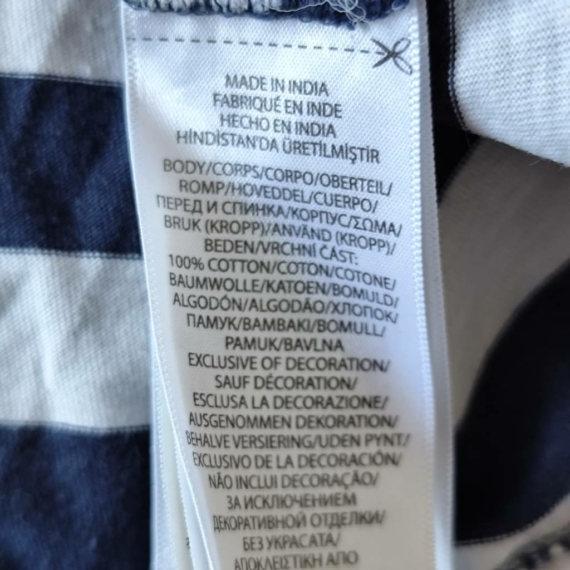 MADE IN INDIA
FABRIQUÉ EN INDE
HECHO EN INDIA
HİNDİSTAN'DA ÜRETİLMİŞTİR
BODY/CORPS/CORPO/OBERTEIL/
ROMP/HOVEDDEL/CUERPO/
ПЕРЕД И СПИНКА/КОРПУС/ΣΩΜΑ/
BRUK (KROPP)/ANVÄND (KROPP)/
BEDEN/VRCHNÍ ČÁST:
100% COTTON/COTON/COTONE/
BAUMWOLLE/KATOEN/BOMULD/
ALGODÓN/ALGODÃO/ХЛОПОК/
ПАМУК/ΒΑΜΒΑΚΙ/BOMULL/
PAMUK/BAVLNA
EXCLUSIVE OF DECORATION/
SAUF DÉCORATION/
ESCLUSA LA DECORAZIONE/
AUSGENOMMEN DEKORATION/
BEHALVE VERSIERING/UDEN PYNT/
EXCLUSIVO DE LA DECORACIÓN/
NÃO INCLUI DECORAÇÃO/
ЗА ИСКЛЮЧЕНИЕМ
ДЕКОРАТИВНОЙ ОТДЕЛКИ/
БЕЗ УКРАСАТА/
ΑΠΟΚΛΕΙΣΤΙΚΗ ΑΠΟ